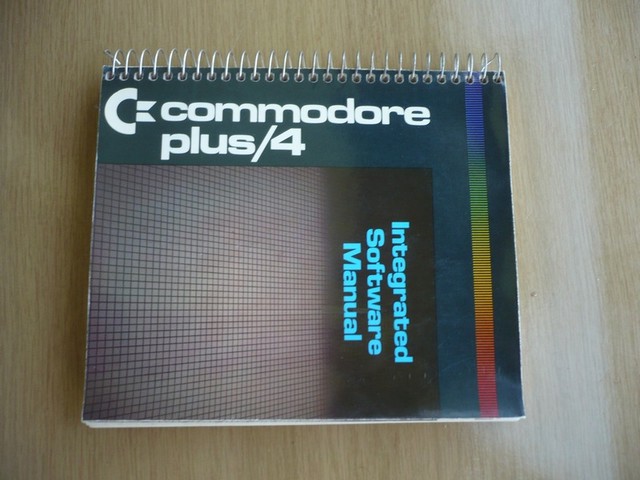 commodore
plus/4
Integrated
Software
Manual